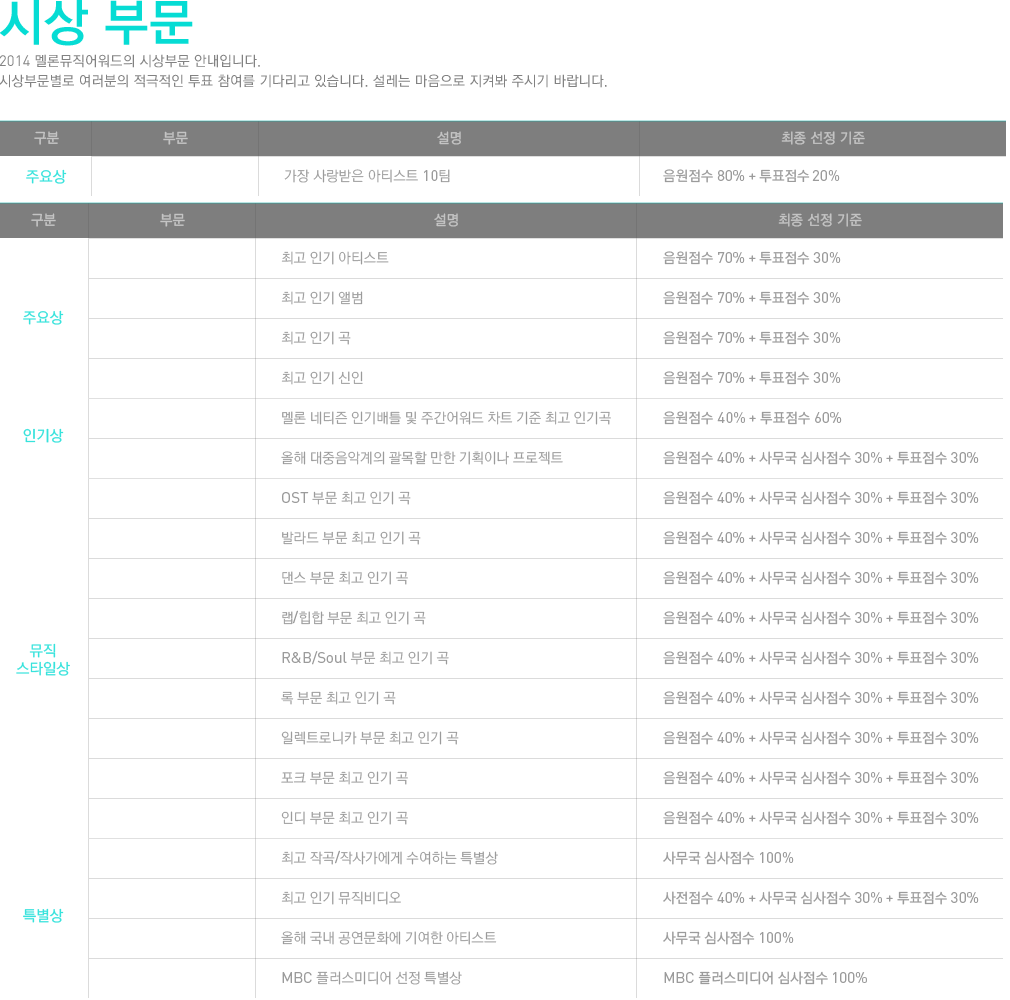 시상 부문
2014 멜론뮤직어워드의 시상부문 안내입니다.
시상부문별로 여러분의 적극적인 투표 참여를 기다리고 있습니다. 설레는 마음으로 지켜봐 주시기 바랍니다.
구분 부문 설명 최종 선정 기준
주요상 가장 사랑받은 아티스트 10팀 음원점수 80% + 투표점수 20%
구분 부문 설명 최종 선정 기준
최고 인기 아티스트 음원점수 70% + 투표점수 30%
최고 인기 앨범 음원점수 70% + 투표점수 30%
주요상
최고 인기 곡 음원점수 70% + 투표점수 30%
최고 인기 신인 음원점수 70% + 투표점수 30%
멜론 네티즌 인기배틀 및 주간어워드 차트 기준 최고 인기곡 음원점수 40% + 투표점수 60%
인기상
올해 대중음악계의 괄목할 만한 기획이나 프로젝트 음원점수 40% + 사무국 심사점수 30% + 투표점수 30%
OST 부문 최고 인기 곡 음원점수 40% + 사무국 심사점수 30% + 투표점수 30%
발라드 부문 최고 인기 곡 음원점수 40% + 사무국 심사점수 30% + 투표점수 30%
댄스 부문 최고 인기 곡 음원점수 40% + 사무국 심사점수 30% + 투표점수 30%
랩/힙합 부문 최고 인기 곡 음원점수 40% + 사무국 심사점수 30% + 투표점수 30%
뮤직
스타일상
R&B/Soul 부문 최고 인기 곡 음원점수 40% + 사무국 심사점수 30% + 투표점수 30%
록 부문 최고 인기 곡 음원점수 40% + 사무국 심사점수 30% + 투표점수 30%
일렉트로니카 부문 최고 인기 곡 음원점수 40% + 사무국 심사점수 30% + 투표점수 30%
포크 부문 최고 인기 곡 음원점수 40% + 사무국 심사점수 30% + 투표점수 30%
인디 부문 최고 인기 곡 음원점수 40% + 사무국 심사점수 30% + 투표점수 30%
최고 작곡/작사가에게 수여하는 특별상 사무국 심사점수 100%
최고 인기 뮤직비디오 사전점수 40% + 사무국 심사점수 30% + 투표점수 30%
특별상
올해 국내 공연문화에 기여한 아티스트 사무국 심사점수 100%
MBC 플러스미디어 선정 특별상 MBC 플러스미디어 심사점수 100%